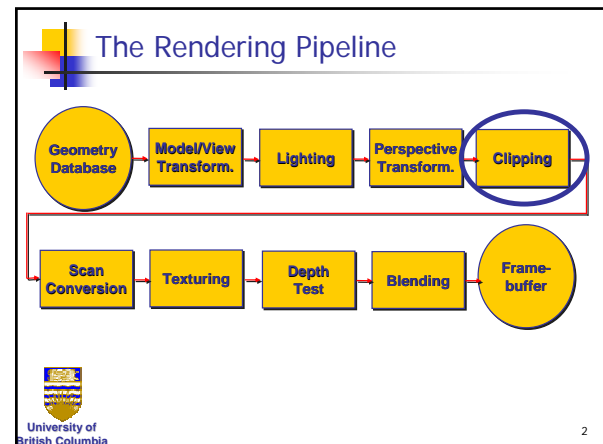 The Rendering Pipeline
Geometry
Database
Model/View
Transform.
Lighting
Perspective
Transform.
Clipping
Scan
Conversion
Texturing
Depth
Test
Blending
Frame-
buffer
University of
British Columbia
2